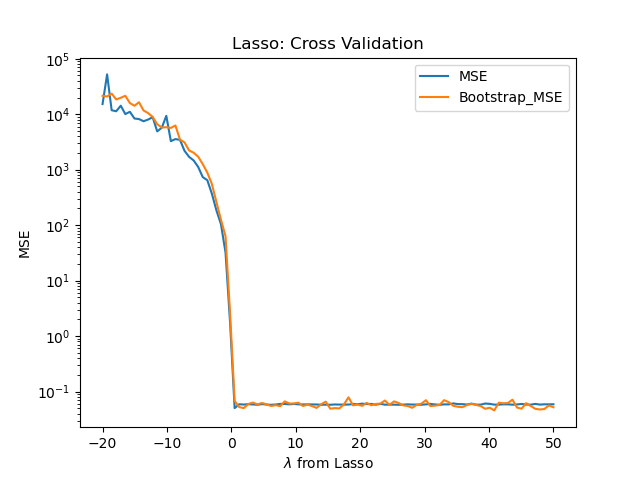 Lasso: Cross Validation
MSE
Bootstrap_MSE
10^5
10^4
10^3
10^2
10^1
10^0
10^-1
MSE
-20 -10 0 10 20 30 40 50
λ from Lasso